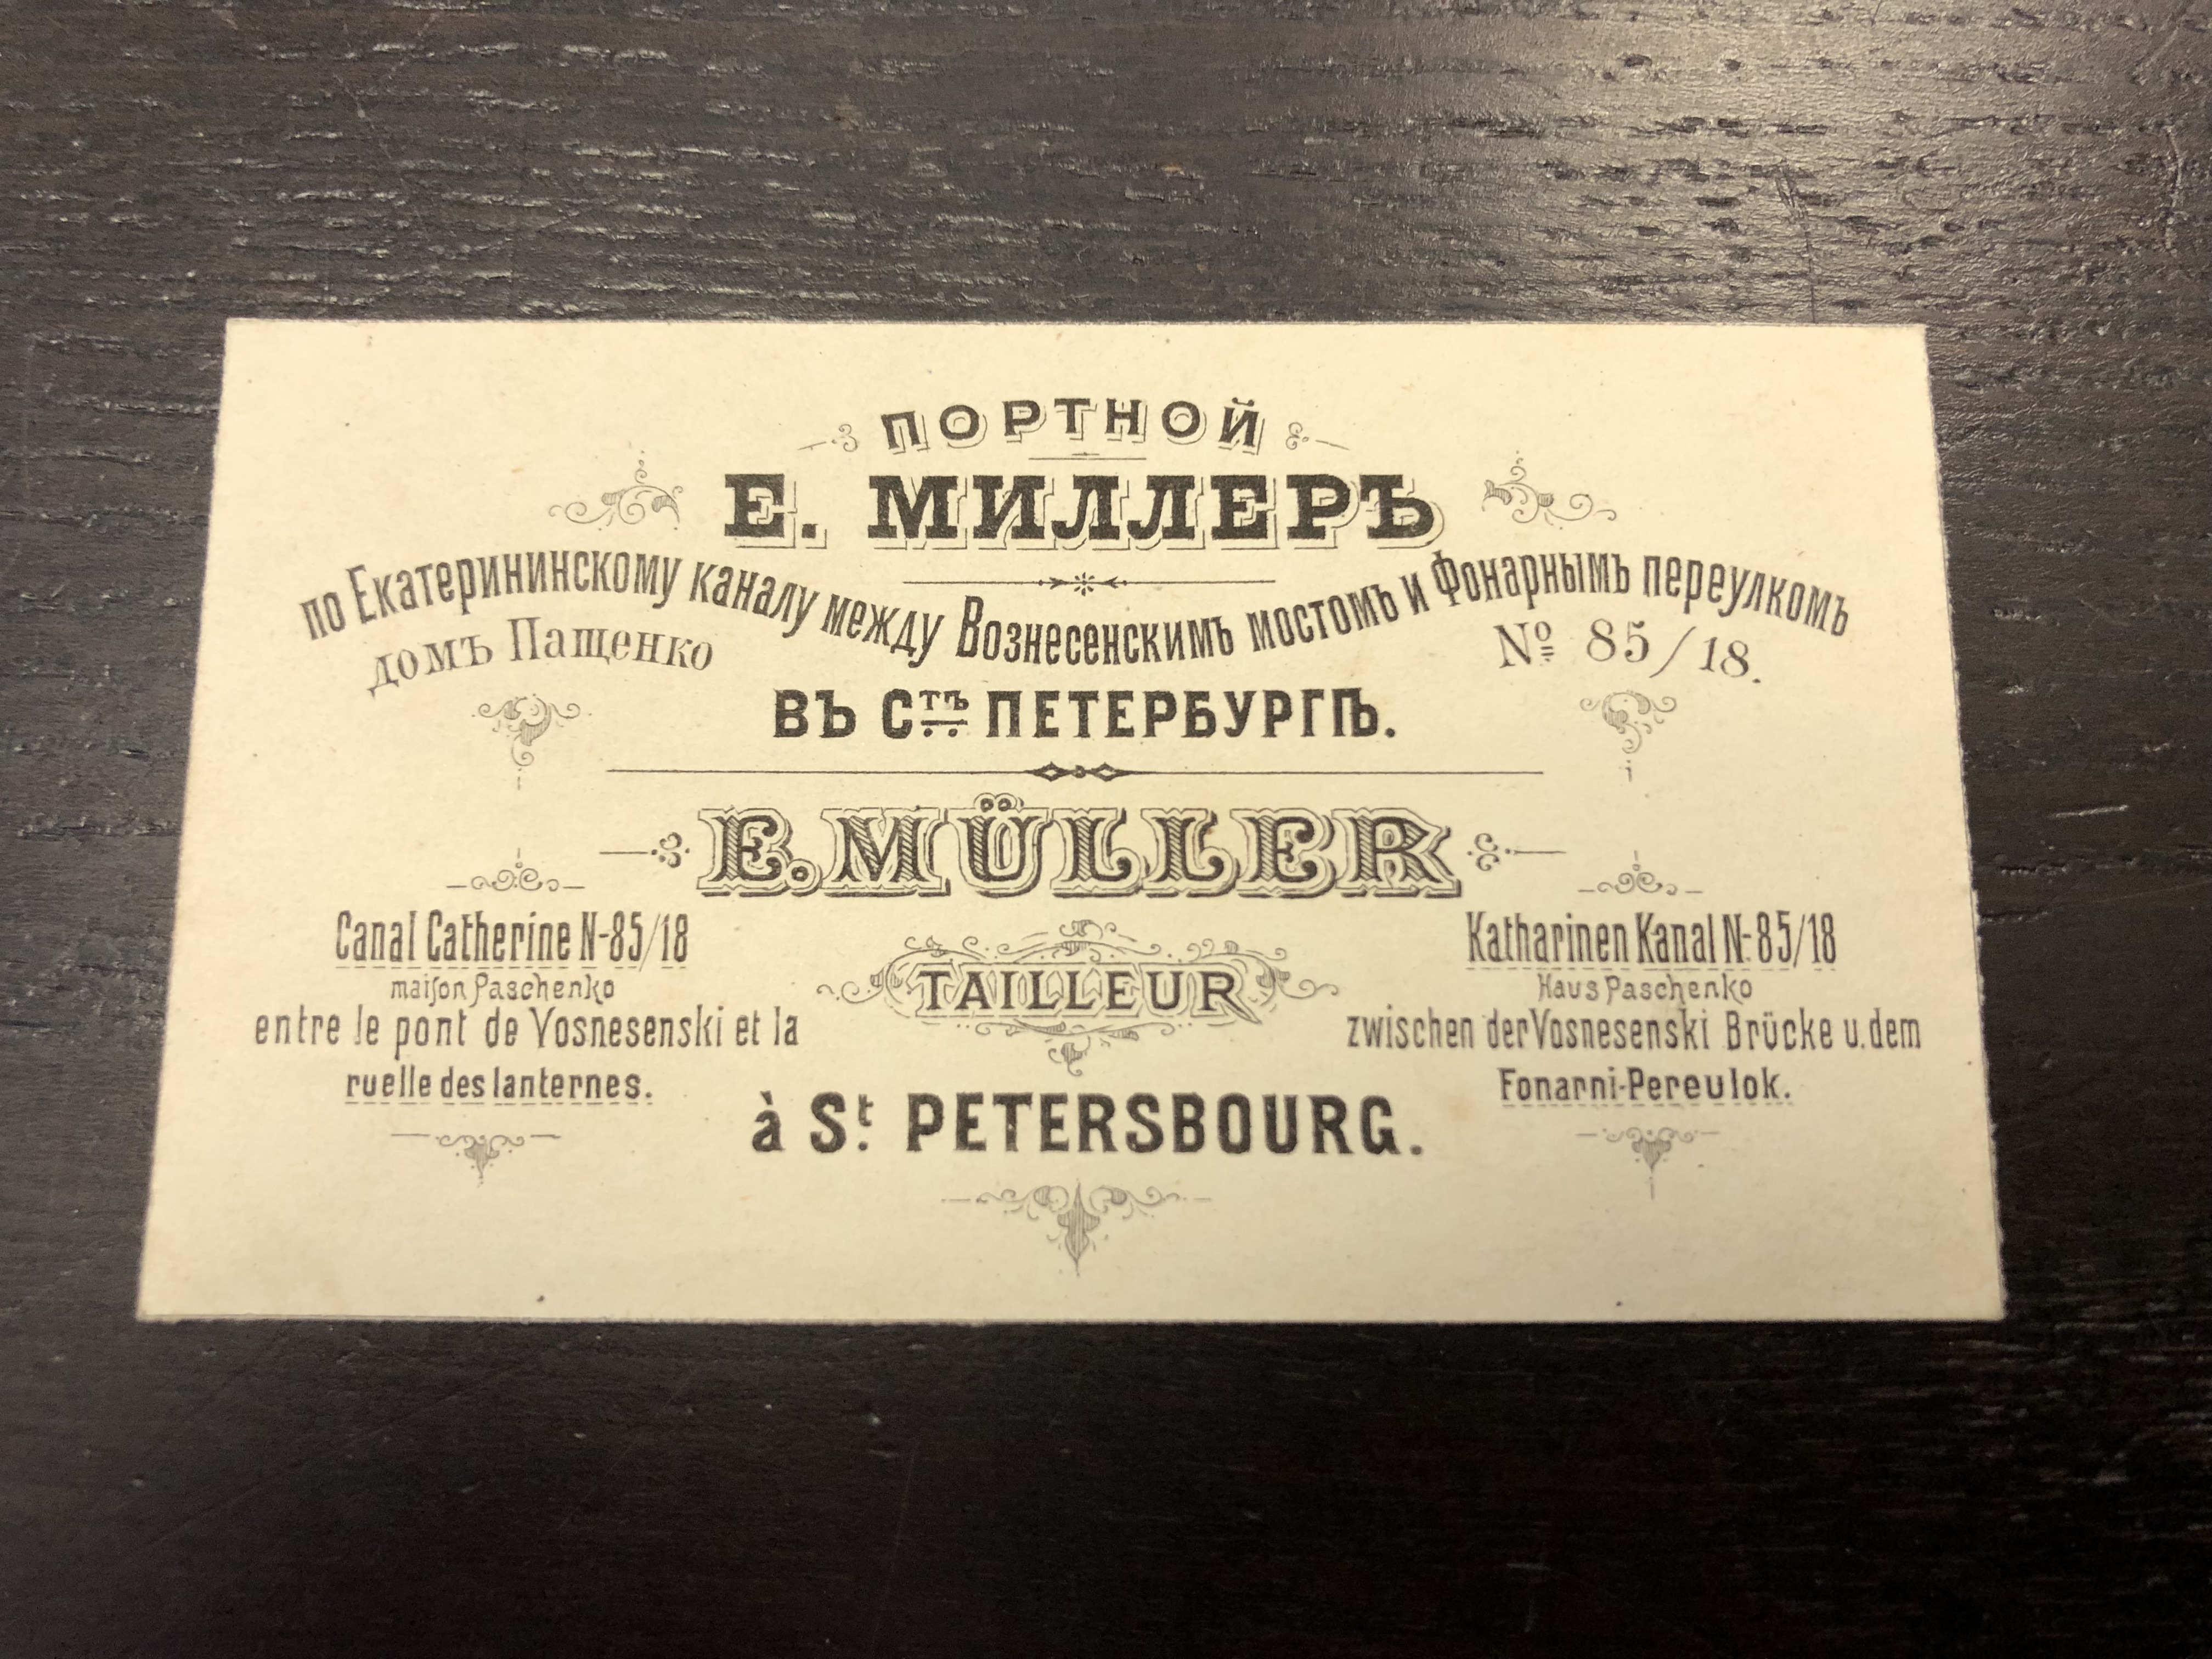 ПОРТНОЙ
Е. МИЛЛЕРЪ
по Екатерининскому каналу между Вознесенскимъ мостомъ и Фонарнымъ переулкомъ
домъ Пащенко
№ 85/18.
ВЪ СТЪ ПЕТЕРБУРГѢ.
E. MÜLLER
TAILLEUR
à St. PETERSBOURG.
Canal Catherine N-85/18
maiſon Paschenko
entre le pont de Vosnesenski et la
ruelle des lanternes.
Katharinen Kanal N-85/18
Haus Paschenko
zwischen der Vosnesenski Brücke u. dem
Fonarni-Pereulok.